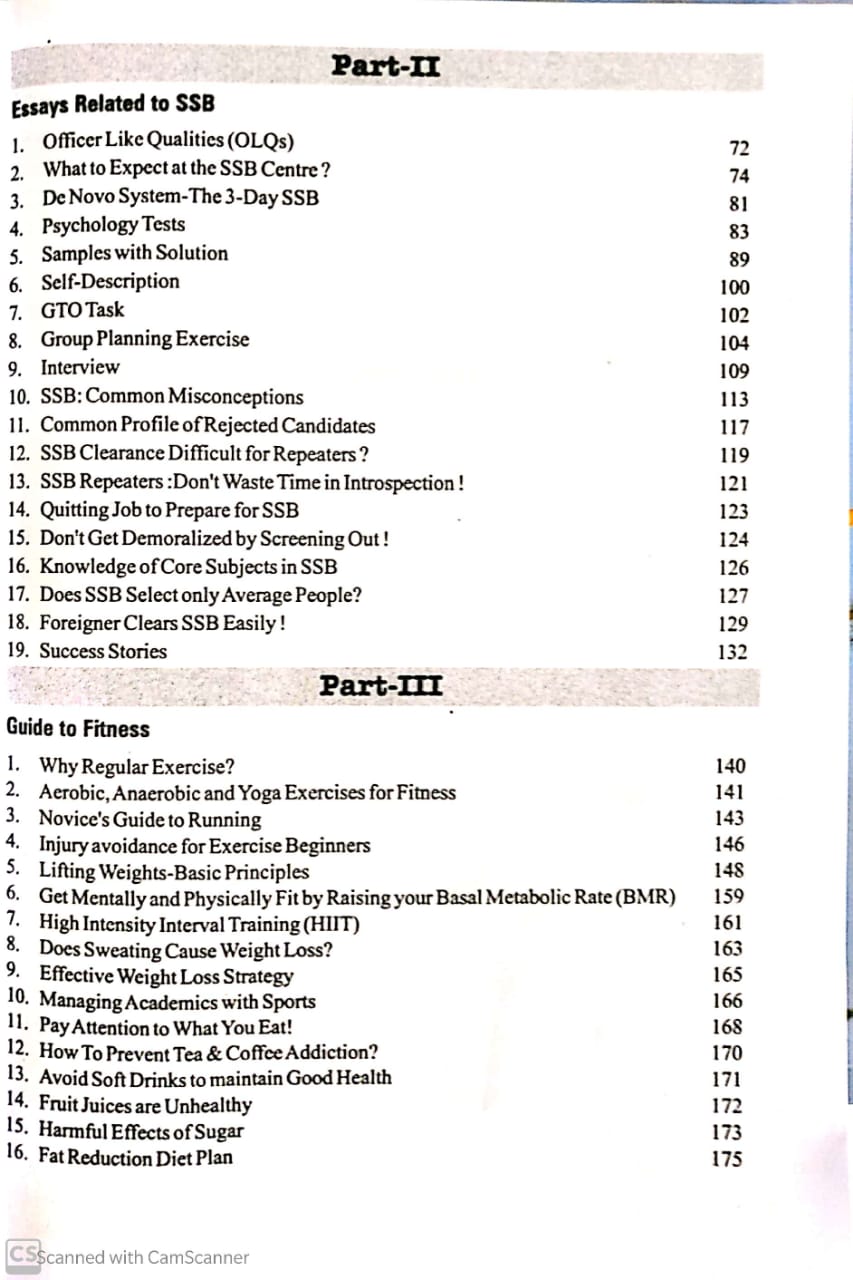 Part-II
Essays Related to SSB
1. Officer Like Qualities (OLQs) 72
2. What to Expect at the SSB Centre? 74
3. De Novo System-The 3-Day SSB 81
4. Psychology Tests 83
5. Samples with Solution 89
6. Self-Description 100
7. GTO Task 102
8. Group Planning Exercise 104
9. Interview 109
10. SSB: Common Misconceptions 113
11. Common Profile of Rejected Candidates 117
12. SSB Clearance Difficult for Repeaters? 119
13. SSB Repeaters :Don't Waste Time in Introspection! 121
14. Quitting Job to Prepare for SSB 123
15. Don't Get Demoralized by Screening Out! 124
16. Knowledge of Core Subjects in SSB 126
17. Does SSB Select only Average People? 127
18. Foreigner Clears SSB Easily! 129
19. Success Stories 132
Part-III
Guide to Fitness
1. Why Regular Exercise? 140
2. Aerobic, Anaerobic and Yoga Exercises for Fitness 141
3. Novice's Guide to Running 143
4. Injury avoidance for Exercise Beginners 146
5. Lifting Weights-Basic Principles 148
6. Get Mentally and Physically Fit by Raising your Basal Metabolic Rate (BMR) 159
7. High Intensity Interval Training (HIIT) 161
8. Does Sweating Cause Weight Loss? 163
9. Effective Weight Loss Strategy 165
10. Managing Academics with Sports 166
11. Pay Attention to What You Eat! 168
12. How To Prevent Tea & Coffee Addiction? 170
13. Avoid Soft Drinks to maintain Good Health 171
14. Fruit Juices are Unhealthy 172
15. Harmful Effects of Sugar 173
16. Fat Reduction Diet Plan 175
CS Scanned with CamScanner